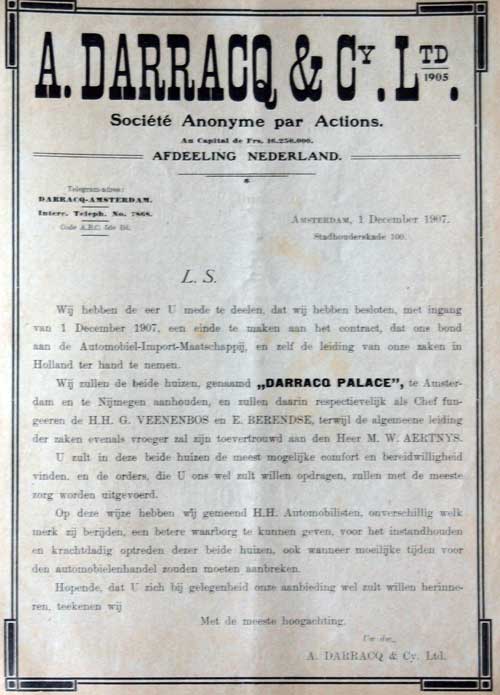 A. DARRACQ & CY. LTD 1905.
Société Anonyme par Actions.
Au Capital de Frs. 16.250.000.
AFDEELING NEDERLAND.
Telegram-adres:
DARRACQ-AMSTERDAM.
Interc. Teleph. No. 7868.
Code A.B.C. 5de Ed.
AMSTERDAM, 1 December 1907.
Stadhouderskade 100.
L. S.
Wij hebben de eer U mede te deelen, dat wij hebben besloten, met ingang
van 1 December 1907, een einde te maken aan het contract, dat ons bond
aan de Automobiel-Import-Maatschappij, en zelf de leiding van onze zaken in
Holland ter hand te nemen.
Wij zullen de beide huizen, genaamd „DARRACQ PALACE”, te Amster-
dam en te Nijmegen aanhouden, en zullen daarin respectievelijk als Chef fun-
geeren de H.H. G. VEENENBOS en E. BERENDSE, terwijl de algemeene leiding
der zaken evenals vroeger zal zijn toevertrouwd aan den Heer M. W. AERTNYS.
U zult in deze beide huizen de meest mogelijke comfort en bereidwilligheid
vinden, en de orders, die U ons wel zult willen opdragen, zullen met de meeste
zorg worden uitgevoerd.
Op deze wijze hebben wij gemeend H.H. Automobilisten, onverschillig welk
merk zij berijden, een betere waarborg te kunnen geven, voor het instandhouden
en krachtdadig optreden dezer beide huizen, ook wanneer moeilijke tijden voor
den automobielenhandel zouden moeten aanbreken.
Hopende, dat U zich bij gelegenheid onze aanbieding wel zult willen herinne-
ren, teekenen wij
Met de meeste hoogachting.
Uw dw.,
A. DARRACQ & Cy. Ltd.